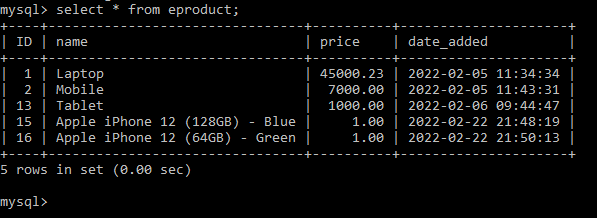 mysql> select * from eproduct;
+----+-----------------------------+----------+---------------------+
| ID | name                        | price    | date_added          |
+----+-----------------------------+----------+---------------------+
|  1 | Laptop                      | 45000.23 | 2022-02-05 11:34:34 |
|  2 | Mobile                      |  7000.00 | 2022-02-05 11:43:31 |
| 13 | Tablet                      |  1000.00 | 2022-02-06 09:44:47 |
| 15 | Apple iPhone 12 (128GB) - Blue |     1.00 | 2022-02-22 21:48:19 |
| 16 | Apple iPhone 12 (64GB) - Green |     1.00 | 2022-02-22 21:50:13 |
+----+-----------------------------+----------+---------------------+
5 rows in set (0.00 sec)
mysql>